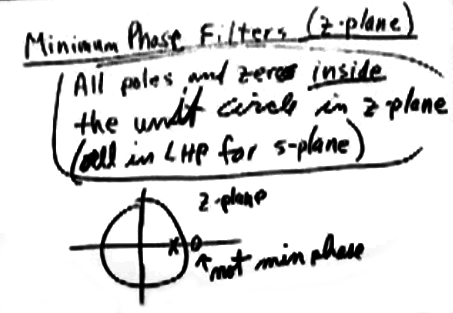 Minimum Phase Filters (z-plane)
All poles and zeros inside
the unit circle in z-plane
(all in LHP for s-plane)
z-plane
not min phase